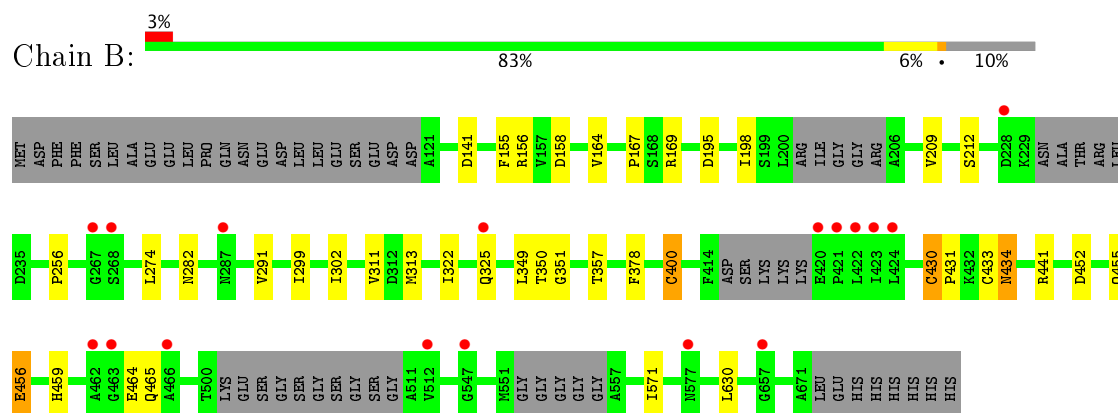 3%
Chain B:
83% 6% • 10%
MET ASP PHE PHE SER LEU ALA GLU GLU LEU PRO GLN ASN GLU ASP LEU LEU GLU SER GLU ASP ASP A121 D141 F155 R156 V157 D158 V164 P167 S168 R169 D195 I198 S199 L200 ARG ILE GLY GLY ARG A206 V209 S212 D228 K229 ASN ALA THR ARG LEU
D235 P256 G267 S268 L274 N282 N287 V291 I299 I302 V311 D312 M313 I322 Q325 L349 T350 G351 T357 F378 C400 F414 ASP SER LYS LYS LYS E420 P421 L422 I423 L424 C430 P431 K432 C433 N434 R441 D452 Q455
E456 H459 A462 G463 E464 Q465 A466 T500 LYS GLU SER GLY SER GLY SER GLY SER GLY A511 V512 G547 M551 GLY GLY GLY GLY GLY A557 I571 N577 L630 G657 A671 LEU GLU HIS HIS HIS HIS HIS HIS